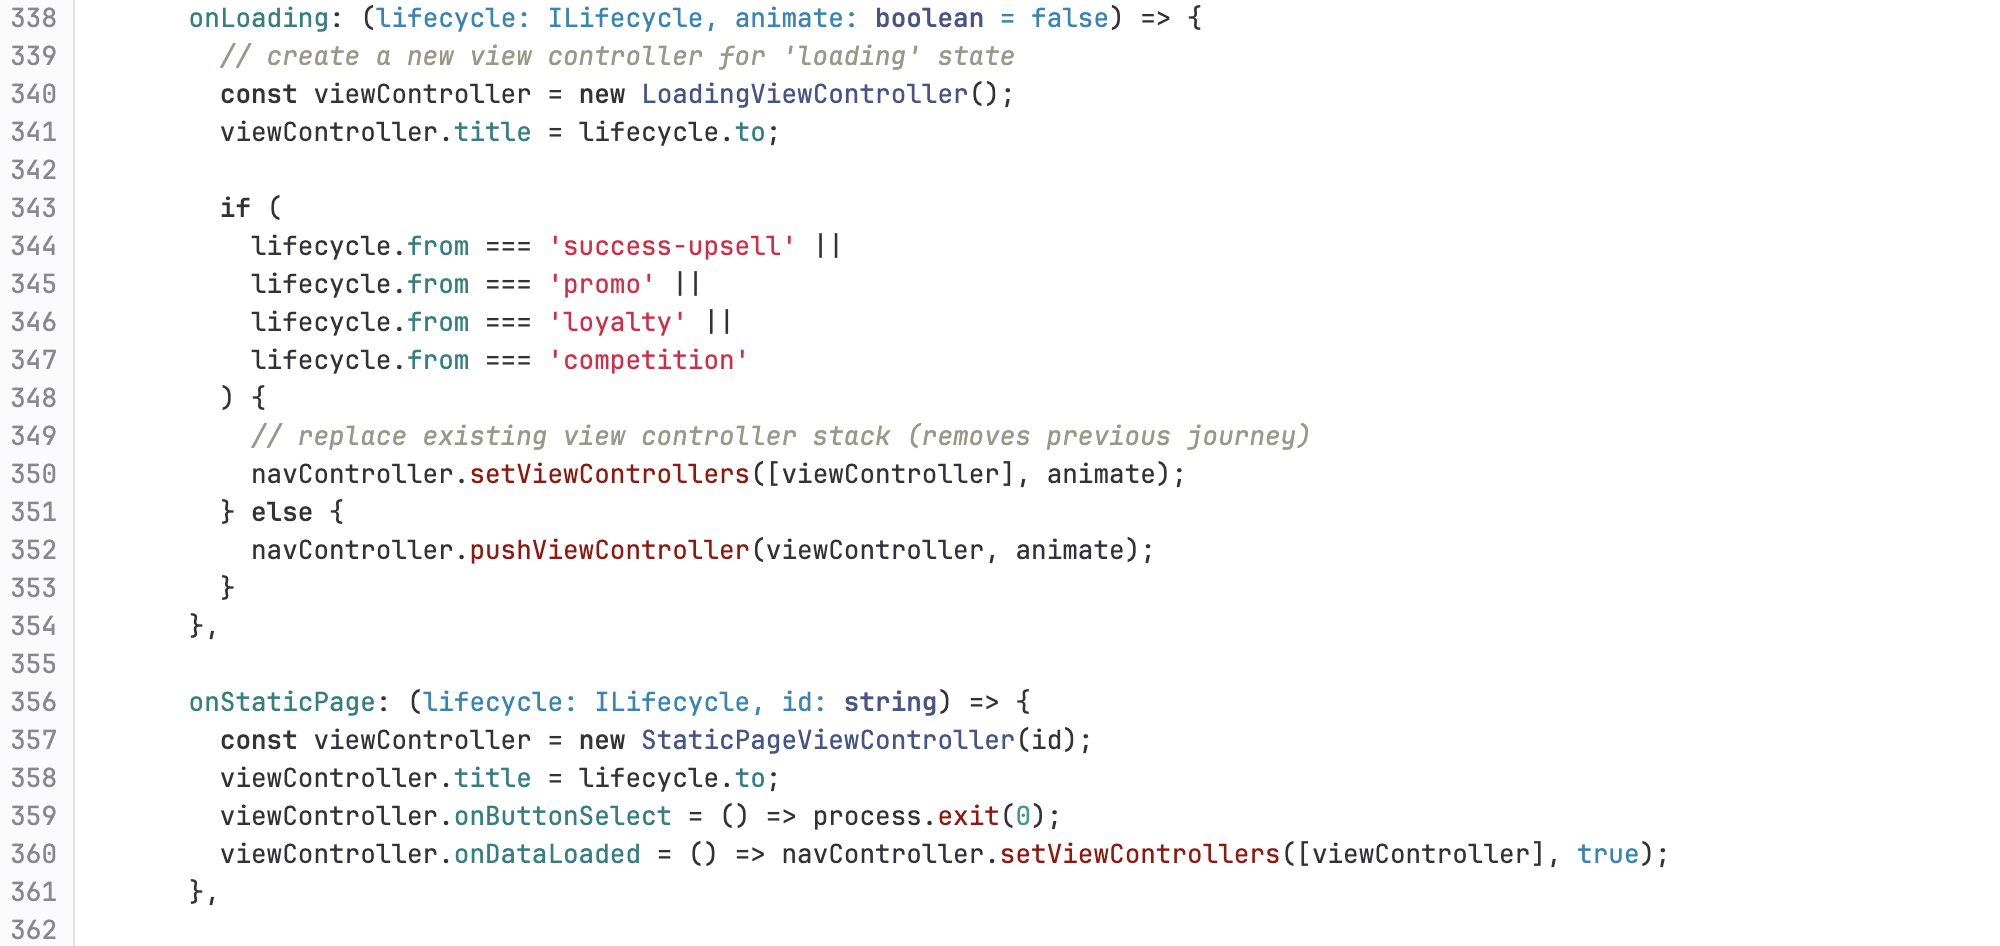 338 onLoading: (lifecycle: ILifecycle, animate: boolean = false) => {
339 // create a new view controller for 'loading' state
340 const viewController = new LoadingViewController();
341 viewController.title = lifecycle.to;
342
343 if (
344 lifecycle.from === 'success-upsell' ||
345 lifecycle.from === 'promo' ||
346 lifecycle.from === 'loyalty' ||
347 lifecycle.from === 'competition'
348 ) {
349 // replace existing view controller stack (removes previous journey)
350 navController.setViewControllers([viewController], animate);
351 } else {
352 navController.pushViewController(viewController, animate);
353 }
354 },
355
356 onStaticPage: (lifecycle: ILifecycle, id: string) => {
357 const viewController = new StaticPageViewController(id);
358 viewController.title = lifecycle.to;
359 viewController.onButtonSelect = () => process.exit(0);
360 viewController.onDataLoaded = () => navController.setViewControllers([viewController], true);
361 },
362